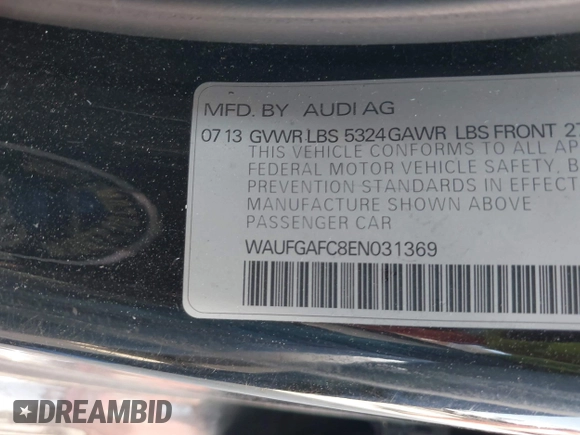 MFD. BY AUDI AG
07 13 GVWR LBS 5324 GAWR LBS FRONT
THIS VEHICLE CONFORMS TO ALL
FEDERAL MOTOR VEHICLE SAFETY,
PREVENTION STANDARDS IN EFFECT
MANUFACTURE SHOWN ABOVE
PASSENGER CAR
WAUFGAFC8EN031369
DREAMBID